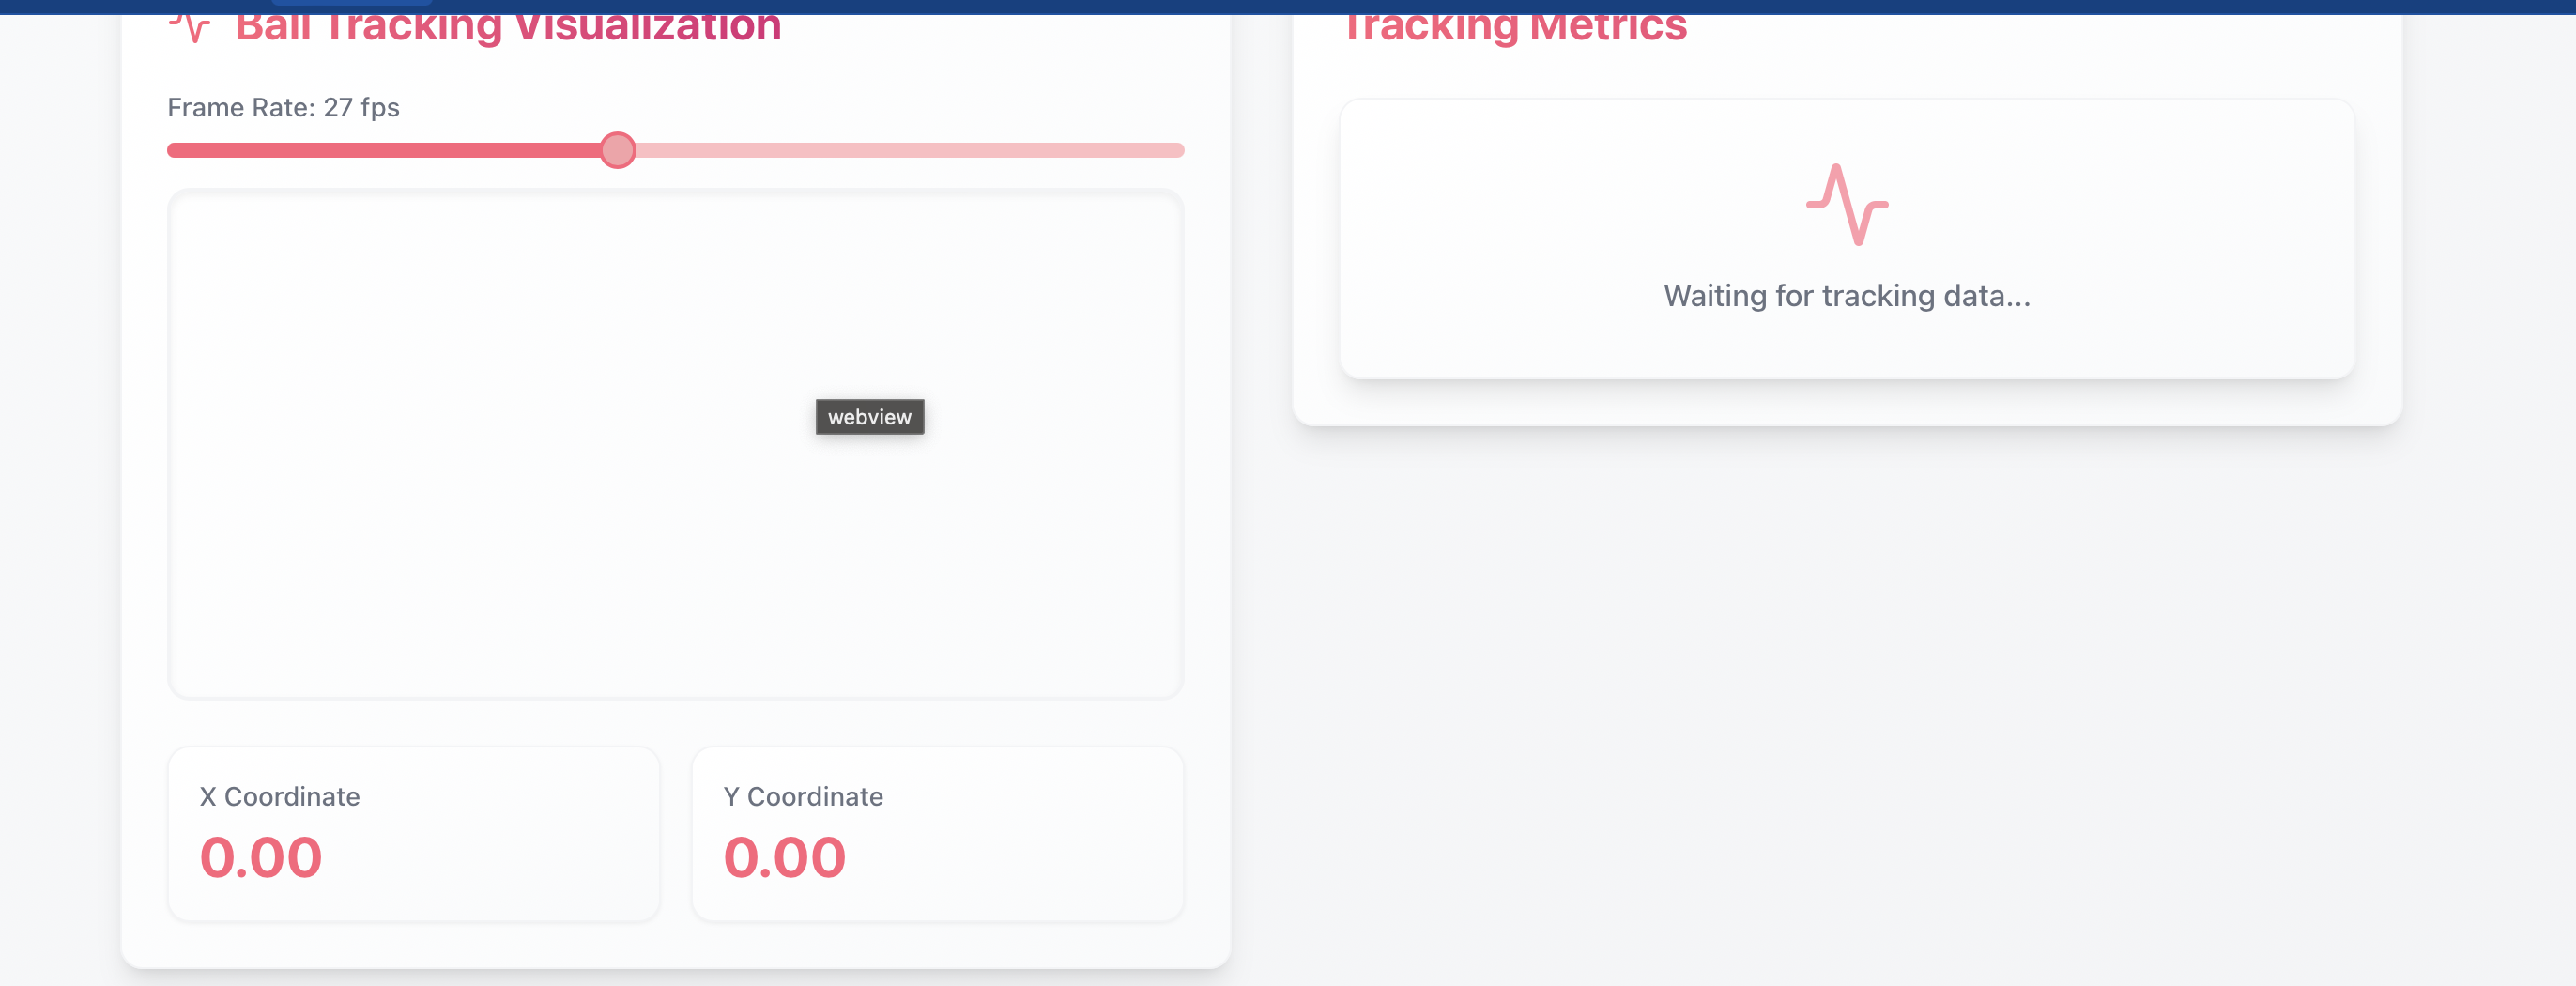 Ball Tracking Visualization
Frame Rate: 27 fps
webview
X Coordinate
0.00
Y Coordinate
0.00
Tracking Metrics
Waiting for tracking data...